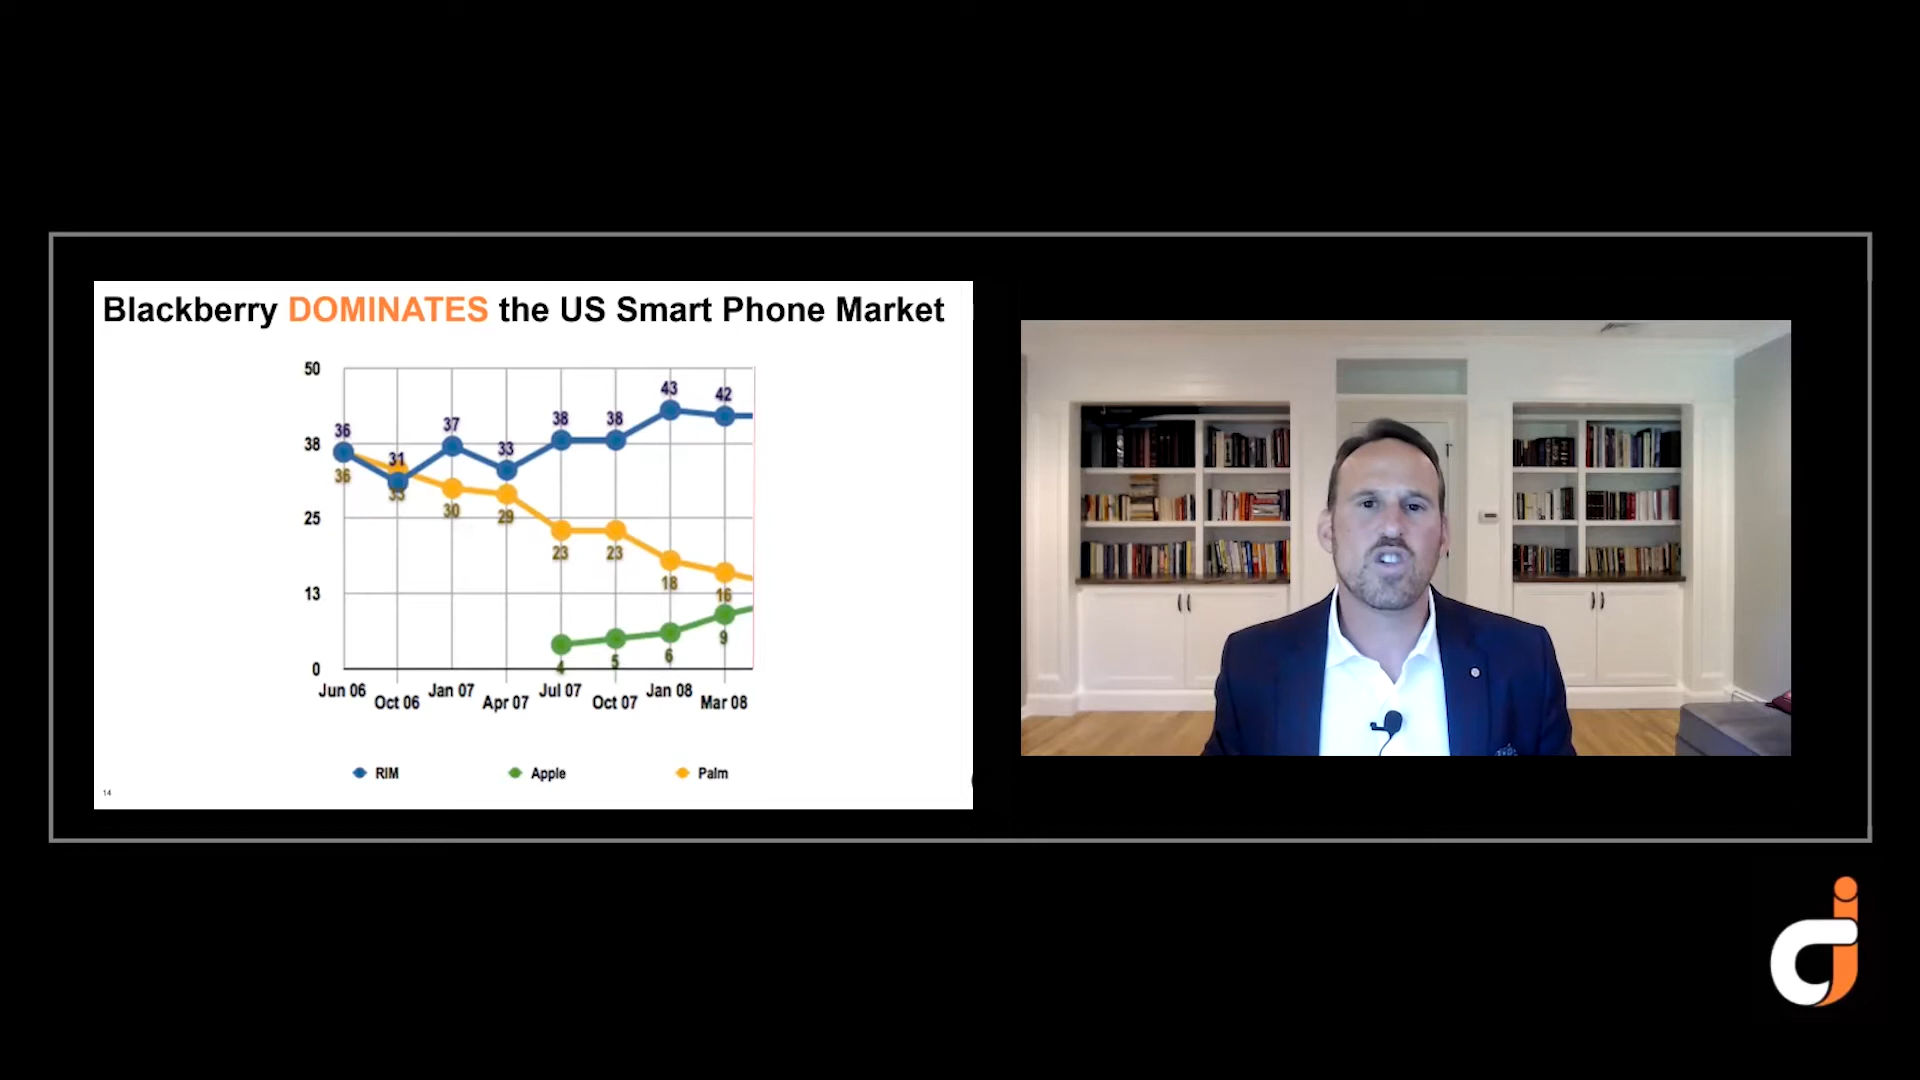 Blackberry DOMINATES the US Smart Phone Market
50
38
25
13
0
36
31
37
33
38
38
43
42
36
33
30
29
23
23
18
16
4
5
6
9
Jun 06
Oct 06
Jan 07
Apr 07
Jul 07
Oct 07
Jan 08
Mar 08
RIM
Apple
Palm
14